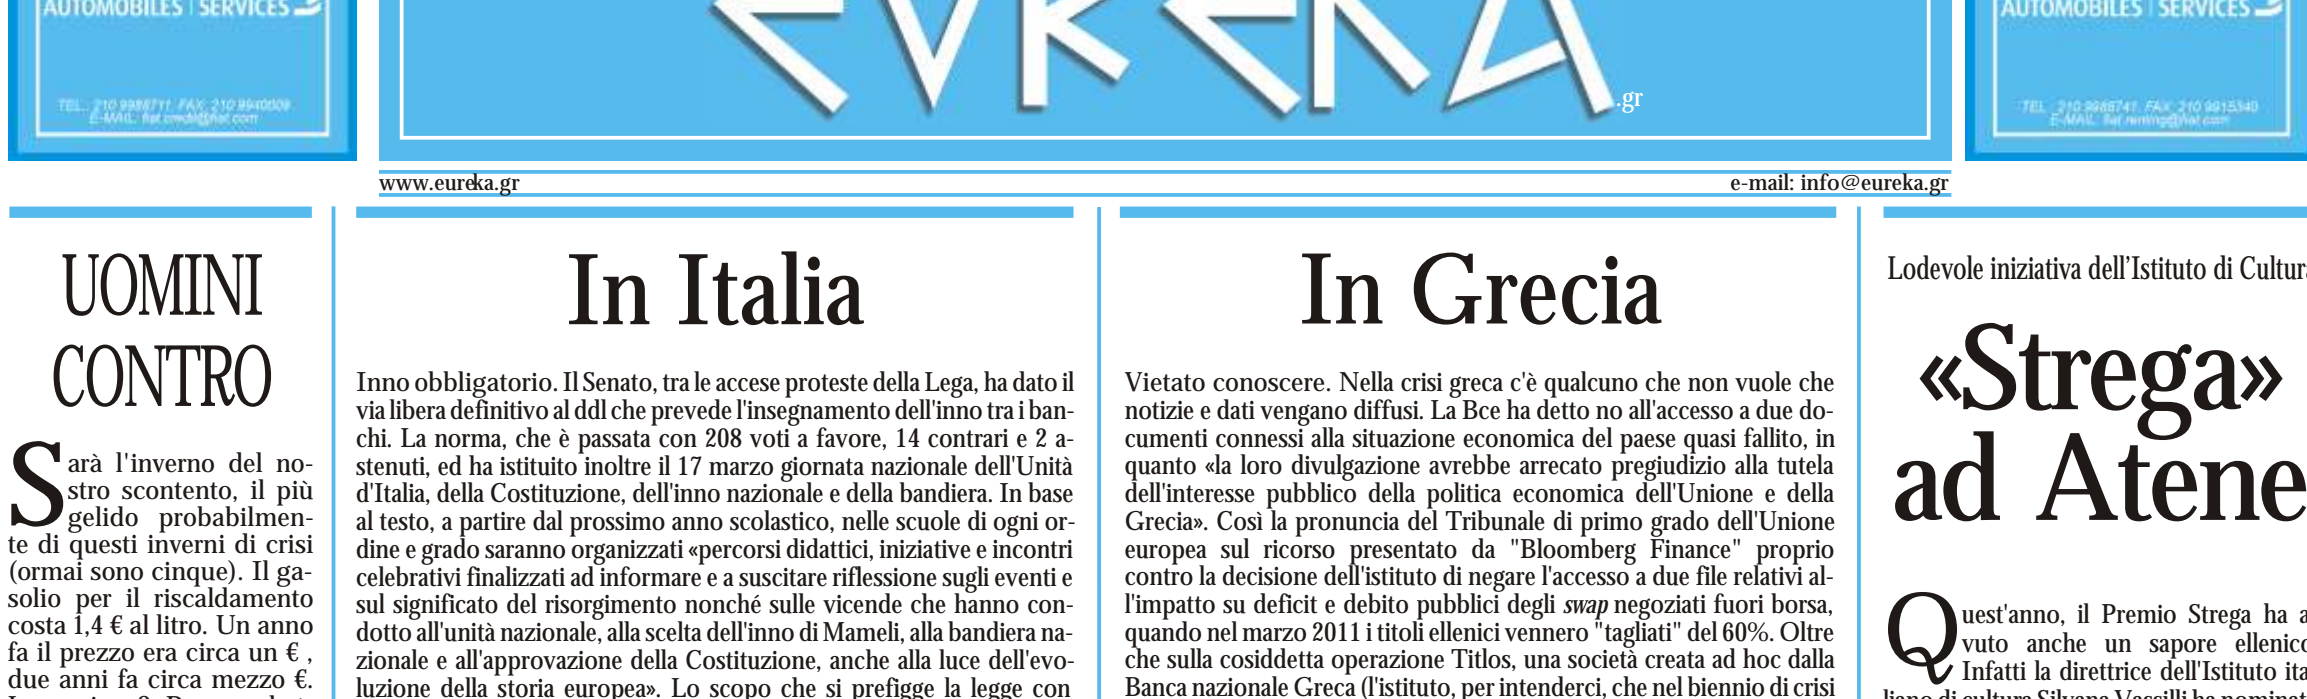 AUTOMOBILES | SERVICES
EUREKA.gr
AUTOMOBILES | SERVICES
www.eureka.gr
e-mail: info@eureka.gr
UOMINI
CONTRO
Sarà l'inverno del no-
stro scontento, il più
gelido probabilmen-
te di questi inverni di crisi
(ormai sono cinque). Il ga-
solio per il riscaldamento
costa 1,4 € al litro. Un anno
fa il prezzo era circa un € ,
due anni fa circa mezzo €.
In Italia
Inno obbligatorio. Il Senato, tra le accese proteste della Lega, ha dato il
via libera definitivo al ddl che prevede l'insegnamento dell'inno tra i ban-
chi. La norma, che è passata con 208 voti a favore, 14 contrari e 2 a-
stenuti, ed ha istituito inoltre il 17 marzo giornata nazionale dell'Unità
d'Italia, della Costituzione, dell'inno nazionale e della bandiera. In base
al testo, a partire dal prossimo anno scolastico, nelle scuole di ogni or-
dine e grado saranno organizzati «percorsi didattici, iniziative e incontri
celebrativi finalizzati ad informare e a suscitare riflessione sugli eventi e
sul significato del risorgimento nonché sulle vicende che hanno con-
dotto all'unità nazionale, alla scelta dell'inno di Mameli, alla bandiera na-
zionale e all'approvazione della Costituzione, anche alla luce dell'evo-
luzione della storia europea». Lo scopo che si prefigge la legge con
In Grecia
Vietato conoscere. Nella crisi greca c'è qualcuno che non vuole che
notizie e dati vengano diffusi. La Bce ha detto no all'accesso a due do-
cumenti connessi alla situazione economica del paese quasi fallito, in
quanto «la loro divulgazione avrebbe arrecato pregiudizio alla tutela
dell'interesse pubblico della politica economica dell'Unione e della
Grecia». Così la pronuncia del Tribunale di primo grado dell'Unione
europea sul ricorso presentato da "Bloomberg Finance" proprio
contro la decisione dell'istituto di negare l'accesso a due file relativi al-
l'impatto su deficit e debito pubblici degli swap negoziati fuori borsa,
quando nel marzo 2011 i titoli ellenici vennero "tagliati" del 60%. Oltre
che sulla cosiddetta operazione Titlos, una società creata ad hoc dalla
Banca nazionale Greca (l'istituto, per intenderci, che nel biennio di crisi
Lodevole iniziativa dell'Istituto di Cultura
«Strega»
ad Atene
Quest'anno, il Premio Strega ha a
vuto anche un sapore ellenico
Infatti la direttrice dell'Istituto ita
liano di cultura Silvana Vassilli ha nominat